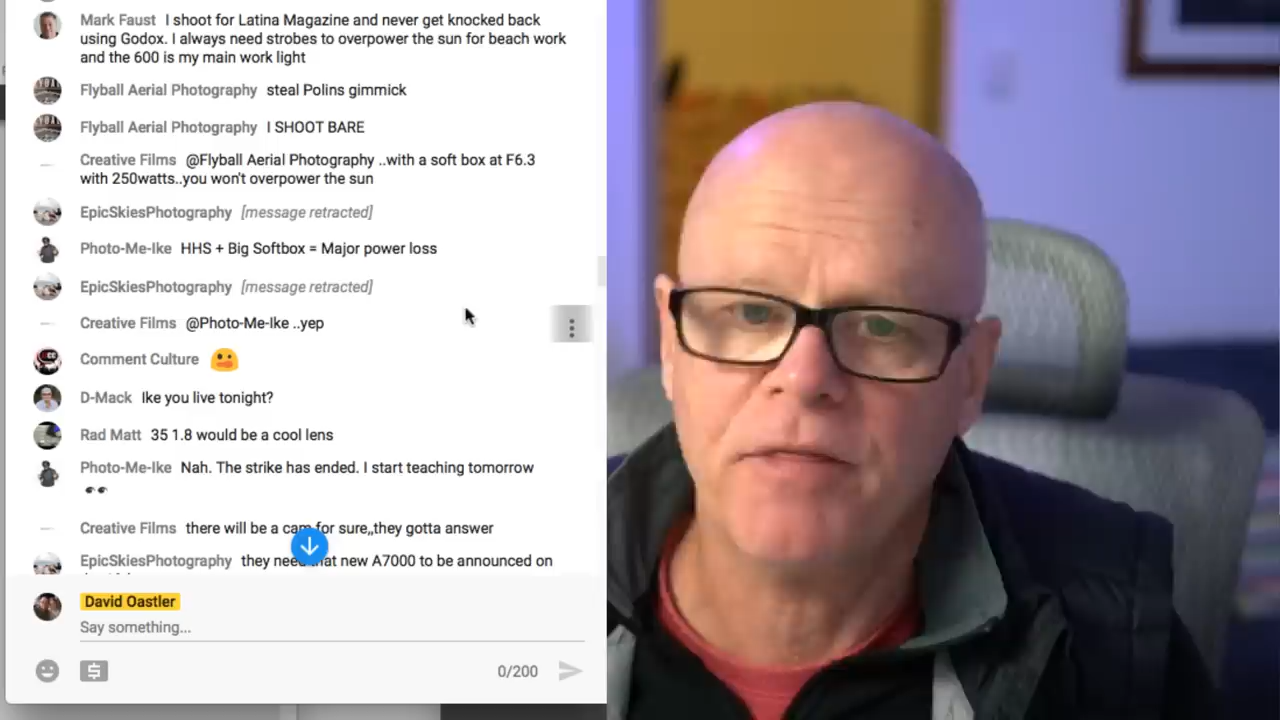 Mark Faust I shoot for Latina Magazine and never get knocked back
using Godox. I always need strobes to overpower the sun for beach work
and the 600 is my main work light
Flyball Aerial Photography steal Polins gimmick
Flyball Aerial Photography I SHOOT BARE
Creative Films @Flyball Aerial Photography ..with a soft box at F6.3
with 250watts..you won't overpower the sun
EpicSkiesPhotography [message retracted]
Photo-Me-Ike HHS + Big Softbox = Major power loss
EpicSkiesPhotography [message retracted]
Creative Films @Photo-Me-Ike ..yep
Comment Culture
D-Mack Ike you live tonight?
Rad Matt 35 1.8 would be a cool lens
Photo-Me-Ike Nah. The strike has ended. I start teaching tomorrow
Creative Films there will be a cam for sure,,they gotta answer
EpicSkiesPhotography they need that new A7000 to be announced on
David Oastler
Say something...
0/200